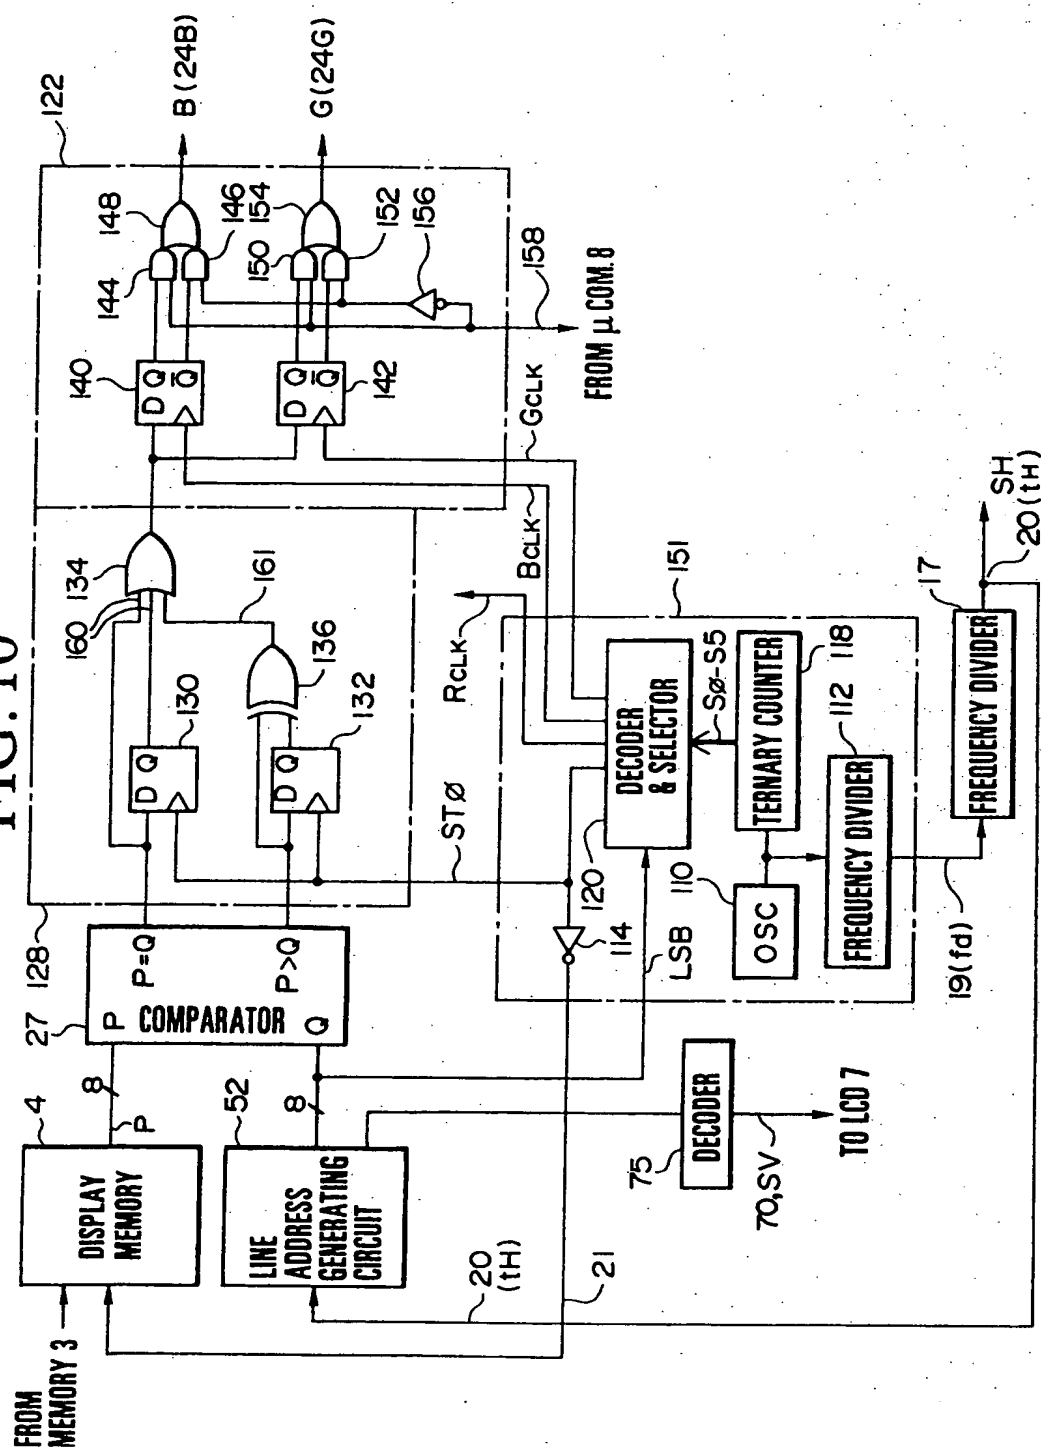 FIG. 10
FROM
MEMORY 3
4
DISPLAY
MEMORY
P
8
27
P
COMPARATOR
P=Q
P>Q
Q
52
LINE
ADDRESS
GENERATING
CIRCUIT
8
20
(tH)
21
128
130
D Q
132
D Q
134
160
136
161
STØ
122
140
D Q
Q
142
D Q
Q
144
146
148
B (24B)
150
152
154
G (24G)
156
158
FROM μ COM. 8
RCLK
BCLK
GCLK
151
120
DECODER
& SELECTOR
SØ-S5
114
LSB
110
OSC
TERNARY COUNTER
118
112
FREQUENCY DIVIDER
19(fd)
17
FREQUENCY DIVIDER
SH
20(tH)
75
DECODER
70,SV
TO LCD 7